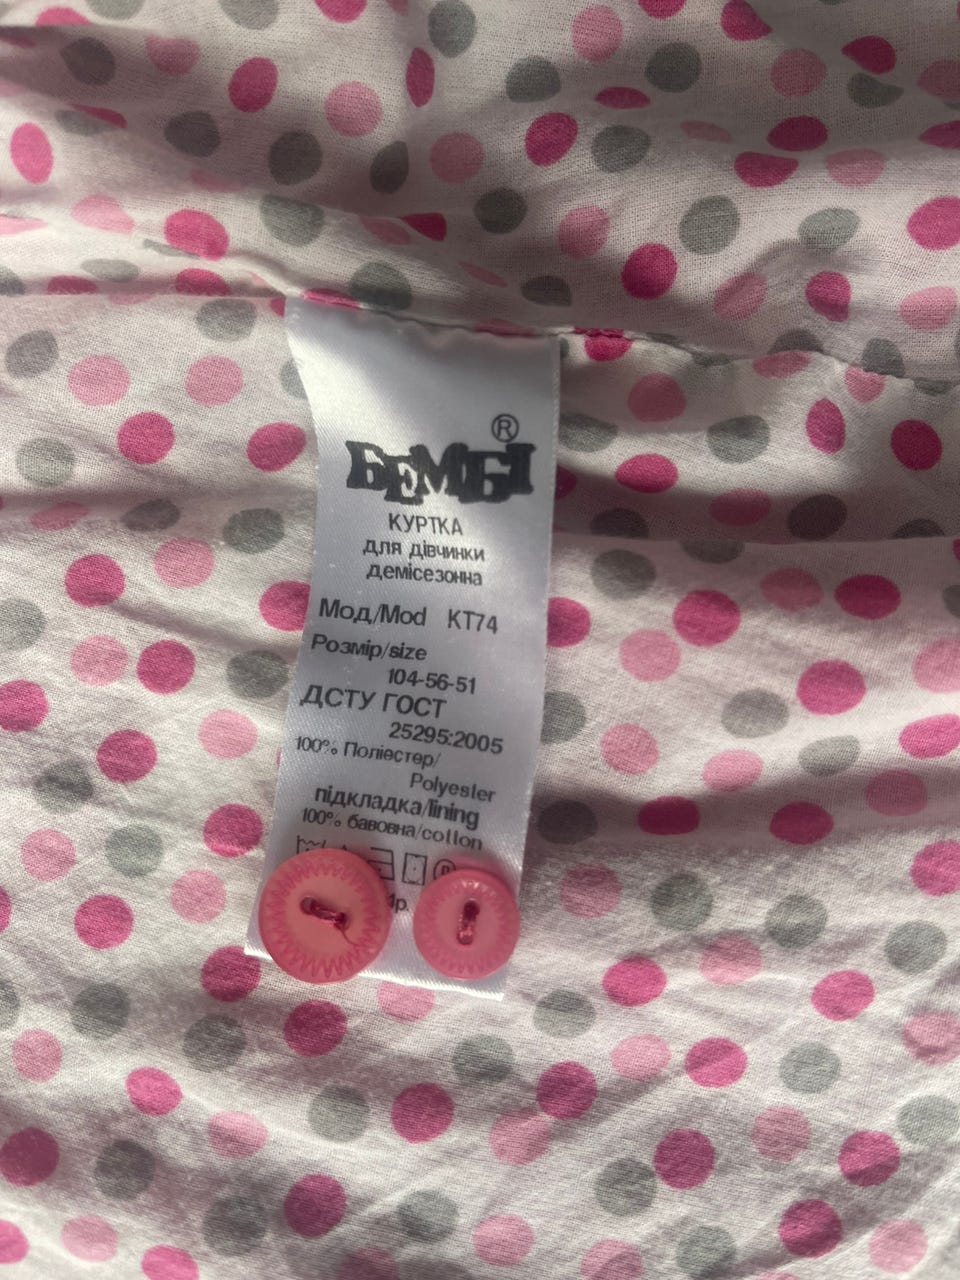 БЕМБІ ®
КУРТКА
для дівчинки
демісезонна
Мод/Mod КТ74
Розмір/size
104-56-51
ДСТУ ГОСТ
25295:2005
100% Поліестер/
Polyester
підкладка/lining
100% бавовна/cotton